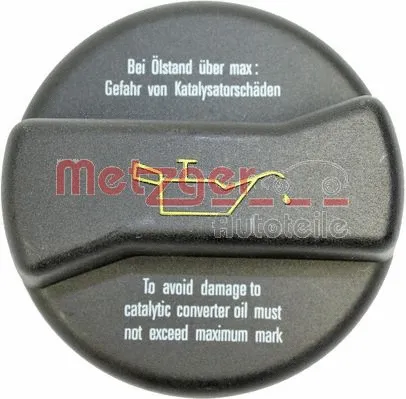 Bei Ölstand über max:
Gefahr von Katalysatorschäden
Metzger
Autoteile
To avoid damage to
catalytic converter oil must
not exceed maximum mark